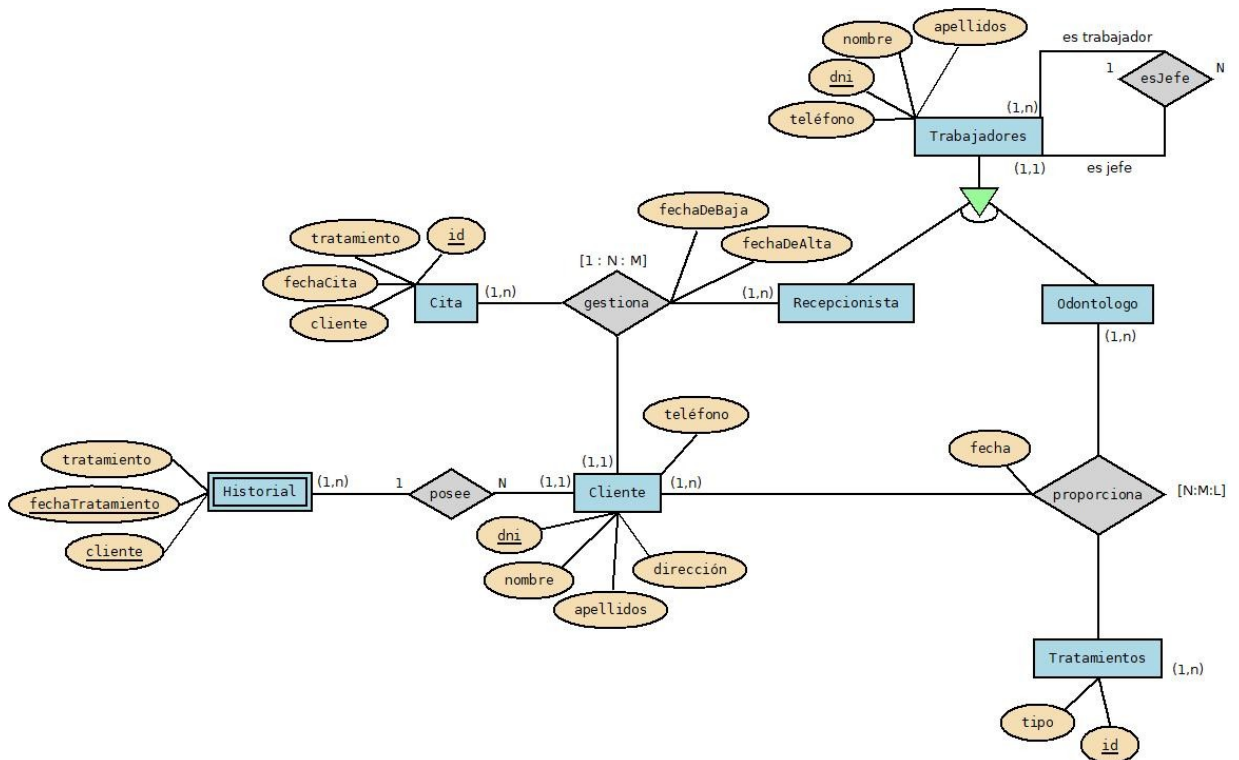 apellidos
nombre
es trabajador
dni
1
esJefe
N
teléfono
(1,n)
Trabajadores
(1,1)
es jefe
fechaDeBaja
id
tratamiento
fechaDeAlta
[1 : N : M]
fechaCita
(1,n)
(1,n)
Cita
gestiona
Recepcionista
Odontologo
cliente
(1,n)
teléfono
fecha
tratamiento
(1,1)
(1,n)
1
N
(1,1)
(1,n)
Historial
posee
Cliente
proporciona
[N:M:L]
fechaTratamiento
dni
cliente
dirección
nombre
apellidos
Tratamientos
(1,n)
tipo
id